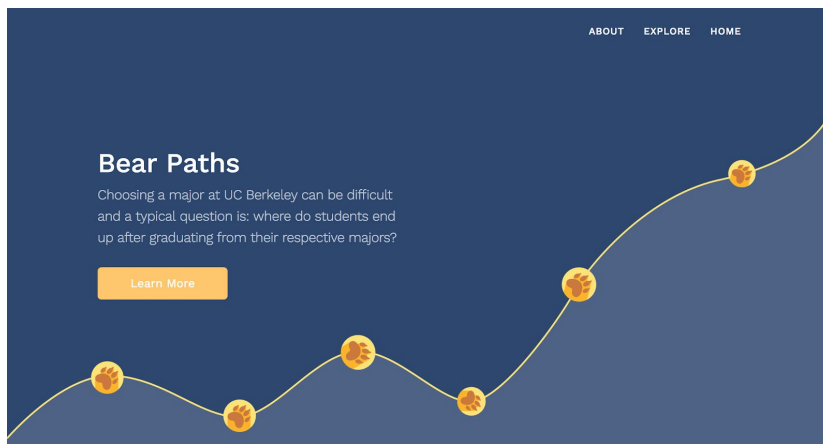 ABOUT EXPLORE HOME
Bear Paths
Choosing a major at UC Berkeley can be difficult
and a typical question is: where do students end
up after graduating from their respective majors?
Learn More